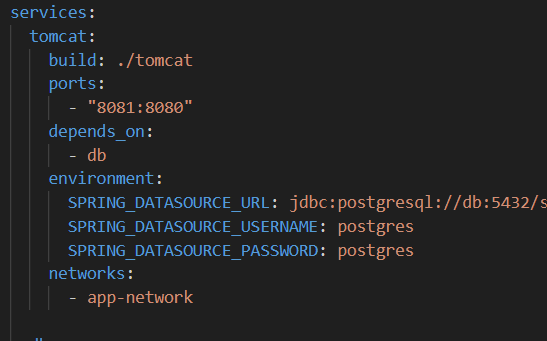 services:
tomcat:
build: ./tomcat
ports:
- "8081:8080"
depends_on:
- db
environment:
SPRING_DATASOURCE_URL: jdbc:postgresql://db:5432/s
SPRING_DATASOURCE_USERNAME: postgres
SPRING_DATASOURCE_PASSWORD: postgres
networks:
- app-network